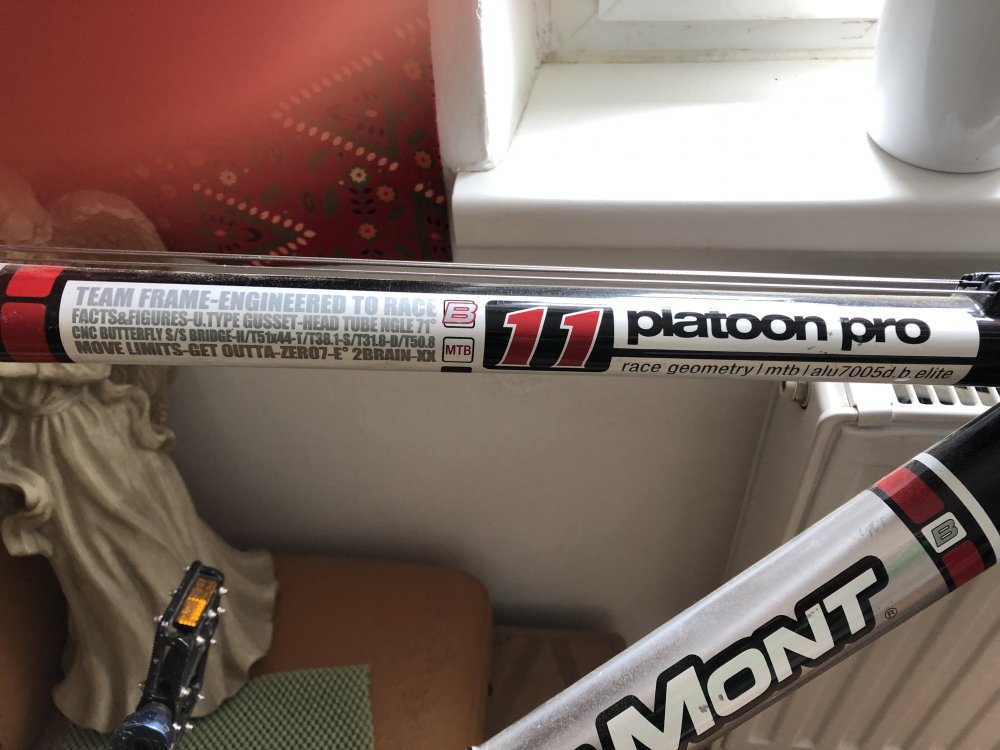 TEAM FRAME-ENGINEERED TO RACE
FACTS&FIGURES-U.TYPE GUSSET-HEAD TUBE NGLE 71°
CNC BUTTERFLY S/S BRIDGE-H/T51x44-T/T38.1-S/T31.8-D/T50.8
MOVE LIMITS-GET OUTTA-ZERO7-E° 2BRAIN-XX
B
MTB
11
platoon pro
race geometry | mtb | alu7005d.b elite
B
MONT®